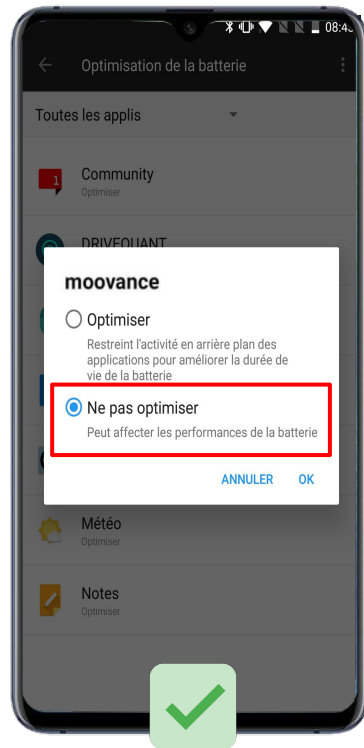 08:4
Optimisation de la batterie
Toutes les applis
1
Community
Optimiser
DRIVEQUANT
moovance
Optimiser
Restreint l'activité en arrière plan des
applications pour améliorer la durée de
vie de la batterie
Ne pas optimiser
Peut affecter les performances de la batterie
ANNULER OK
Météo
Optimiser
Notes
Optimiser